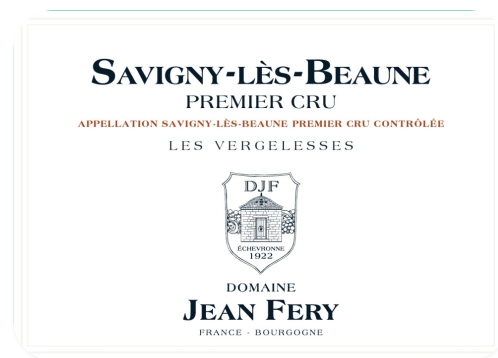 SAVIGNY-LÈS-BEAUNE
PREMIER CRU
APPELLATION SAVIGNY-LÈS-BEAUNE PREMIER CRU CONTRÔLÉE
LES VERGELESSES
DJF
ÉCHEVRONNE
1922
DOMAINE
JEAN FERY
FRANCE - BOURGOGNE